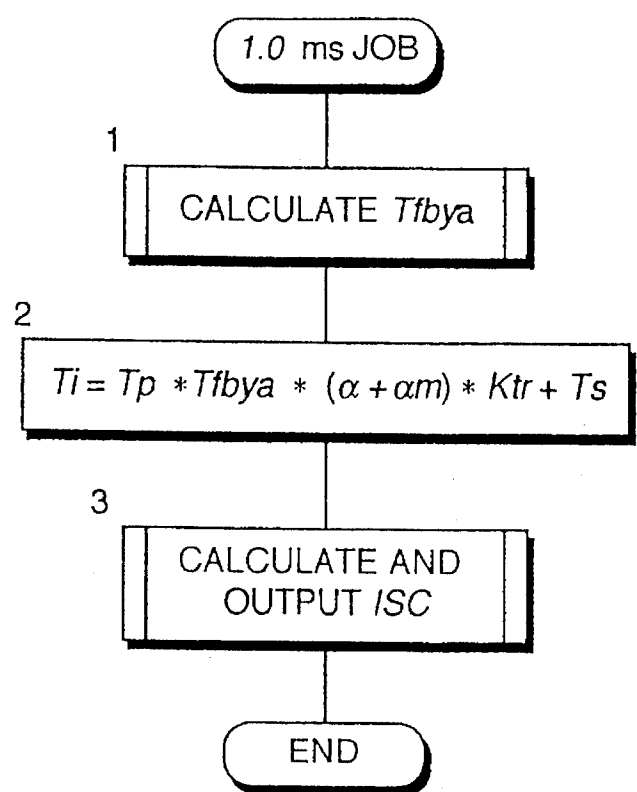 1.0 ms JOB
1
CALCULATE Tfbya
2
Ti = Tp * Tfbya * (α + αm) * Ktr + Ts
3
CALCULATE AND
OUTPUT ISC
END